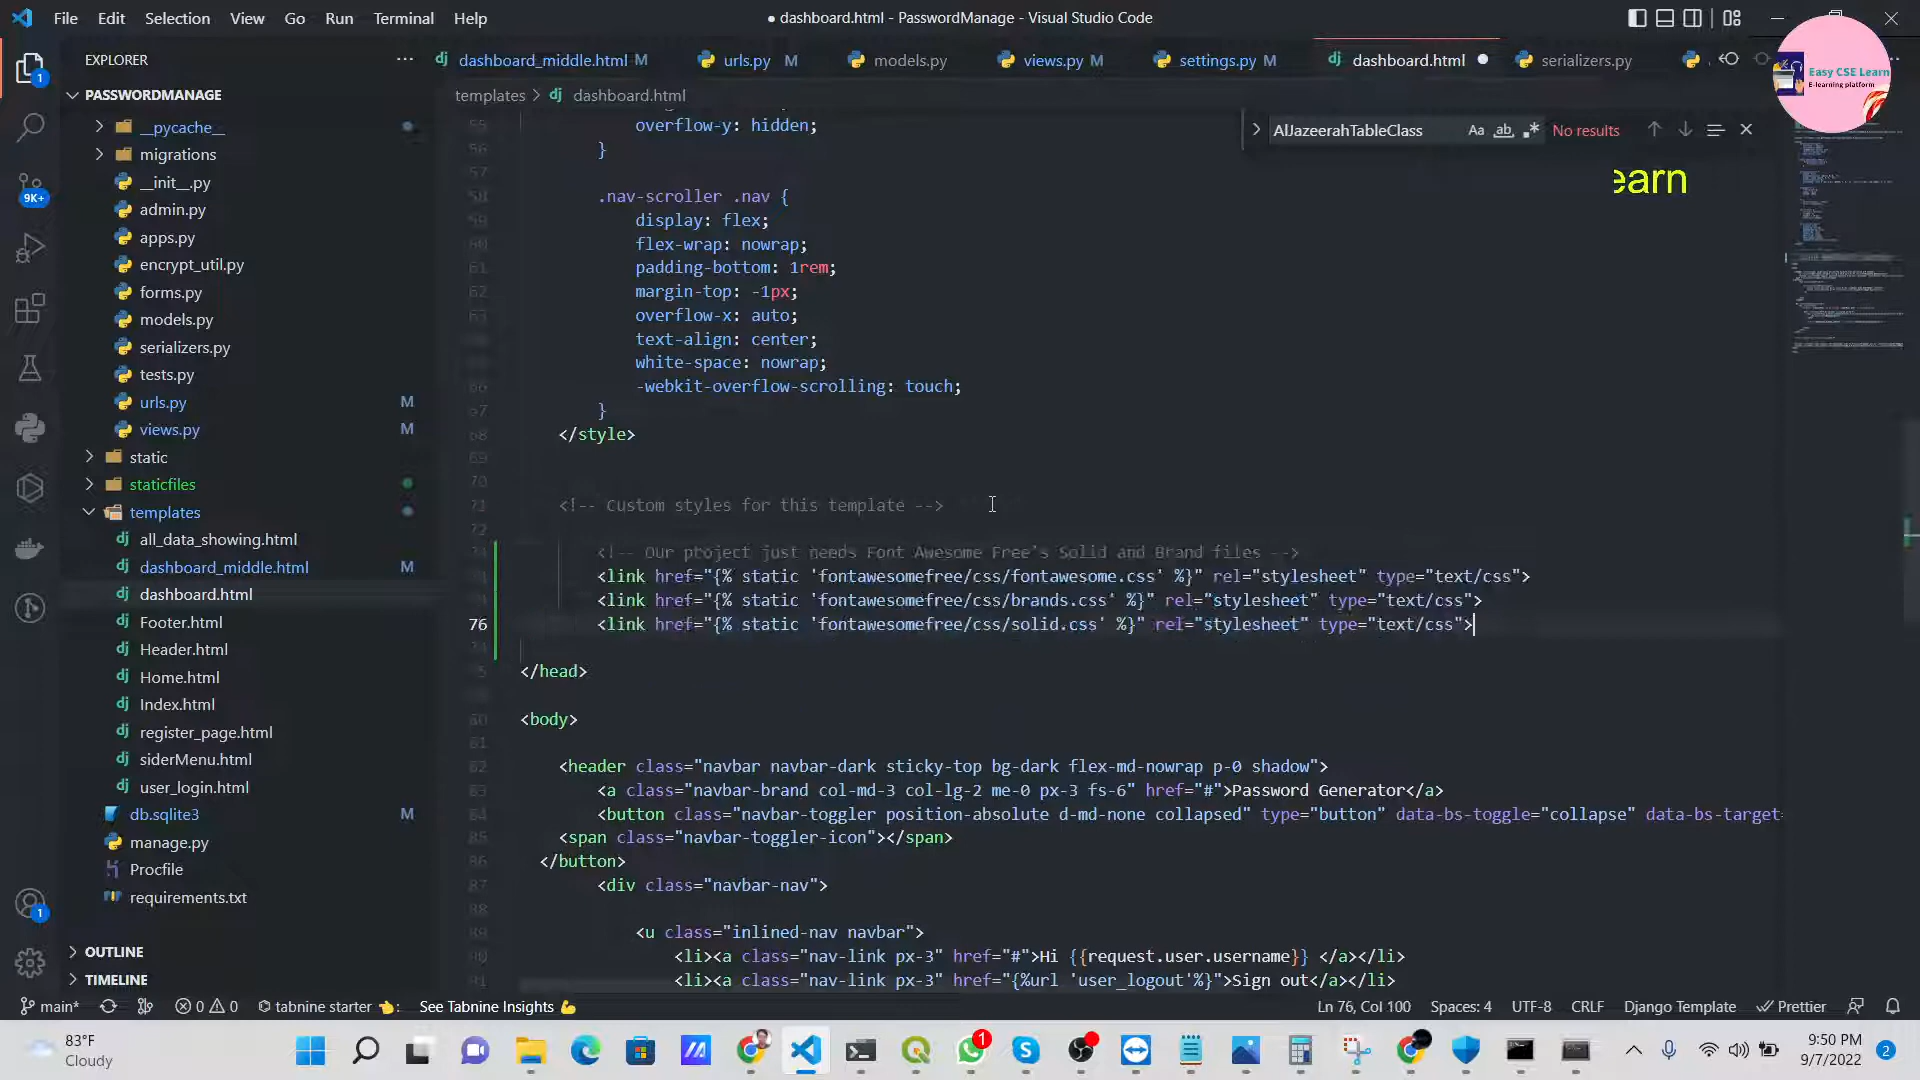 File Edit Selection View Go Run Terminal Help
● dashboard.html - PasswordManage - Visual Studio Code
EXPLORER
dashboard_middle.html M
urls.py M
models.py
views.py M
settings.py M
dashboard.html
serializers.py
Easy CSE Learn
E-learning platform
earn
PASSWORDMANAGE
templates > dashboard.html
AlJazeerahTableClass
Aa ab
No results
1
9K+
__pycache__
migrations
__init__.py
admin.py
apps.py
encrypt_util.py
forms.py
models.py
serializers.py
tests.py
urls.py M
views.py M
static
staticfiles
templates
all_data_showing.html
dashboard_middle.html M
dashboard.html
Footer.html
Header.html
Home.html
Index.html
register_page.html
siderMenu.html
user_login.html
db.sqlite3 M
manage.py
Procfile
requirements.txt
OUTLINE
TIMELINE
1
overflow-y: hidden;
}
.nav-scroller .nav {
display: flex;
flex-wrap: nowrap;
padding-bottom: 1rem;
margin-top: -1px;
overflow-x: auto;
text-align: center;
white-space: nowrap;
-webkit-overflow-scrolling: touch;
}
</style>
<!-- Custom styles for this template -->
<!-- Our project just needs Font Awesome Free's Solid and Brand files -->
<link href="{% static 'fontawesomefree/css/fontawesome.css' %}" rel="stylesheet" type="text/css">
<link href="{% static 'fontawesomefree/css/brands.css' %}" rel="stylesheet" type="text/css">
76 <link href="{% static 'fontawesomefree/css/solid.css' %}" rel="stylesheet" type="text/css">
</head>
<body>
<header class="navbar navbar-dark sticky-top bg-dark flex-md-nowrap p-0 shadow">
<a class="navbar-brand col-md-3 col-lg-2 me-0 px-3 fs-6" href="#">Password Generator</a>
<button class="navbar-toggler position-absolute d-md-none collapsed" type="button" data-bs-toggle="collapse" data-bs-target=
<span class="navbar-toggler-icon"></span>
</button>
<div class="navbar-nav">
<u class="inlined-nav navbar">
<li><a class="nav-link px-3" href="#">Hi {{request.user.username}} </a></li>
<li><a class="nav-link px-3" href="{%url 'user_logout'%}">Sign out</a></li>
main* 0 0 tabnine starter See Tabnine Insights
Ln 76, Col 100 Spaces: 4 UTF-8 CRLF Django Template Prettier
83°F
Cloudy
1
9:50 PM
9/7/2022
2